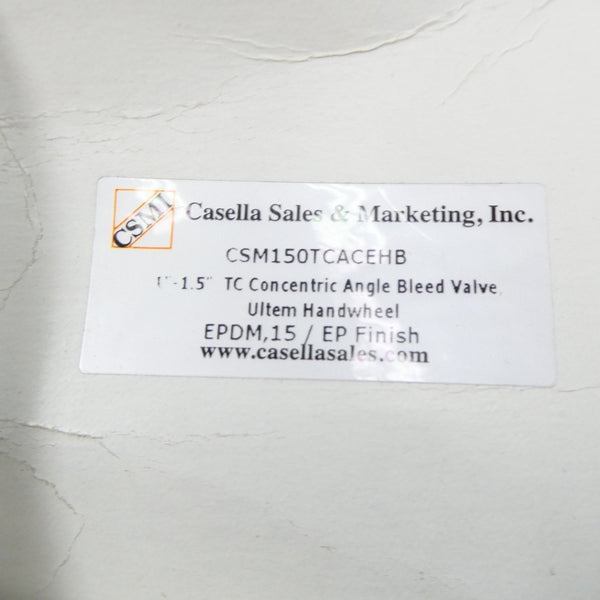 CSMI
Casella Sales & Marketing, Inc.
CSM150TCACEHB
1"-1.5" TC Concentric Angle Bleed Valve,
Ultem Handwheel
EPDM,15 / EP Finish
www.casellasales.com